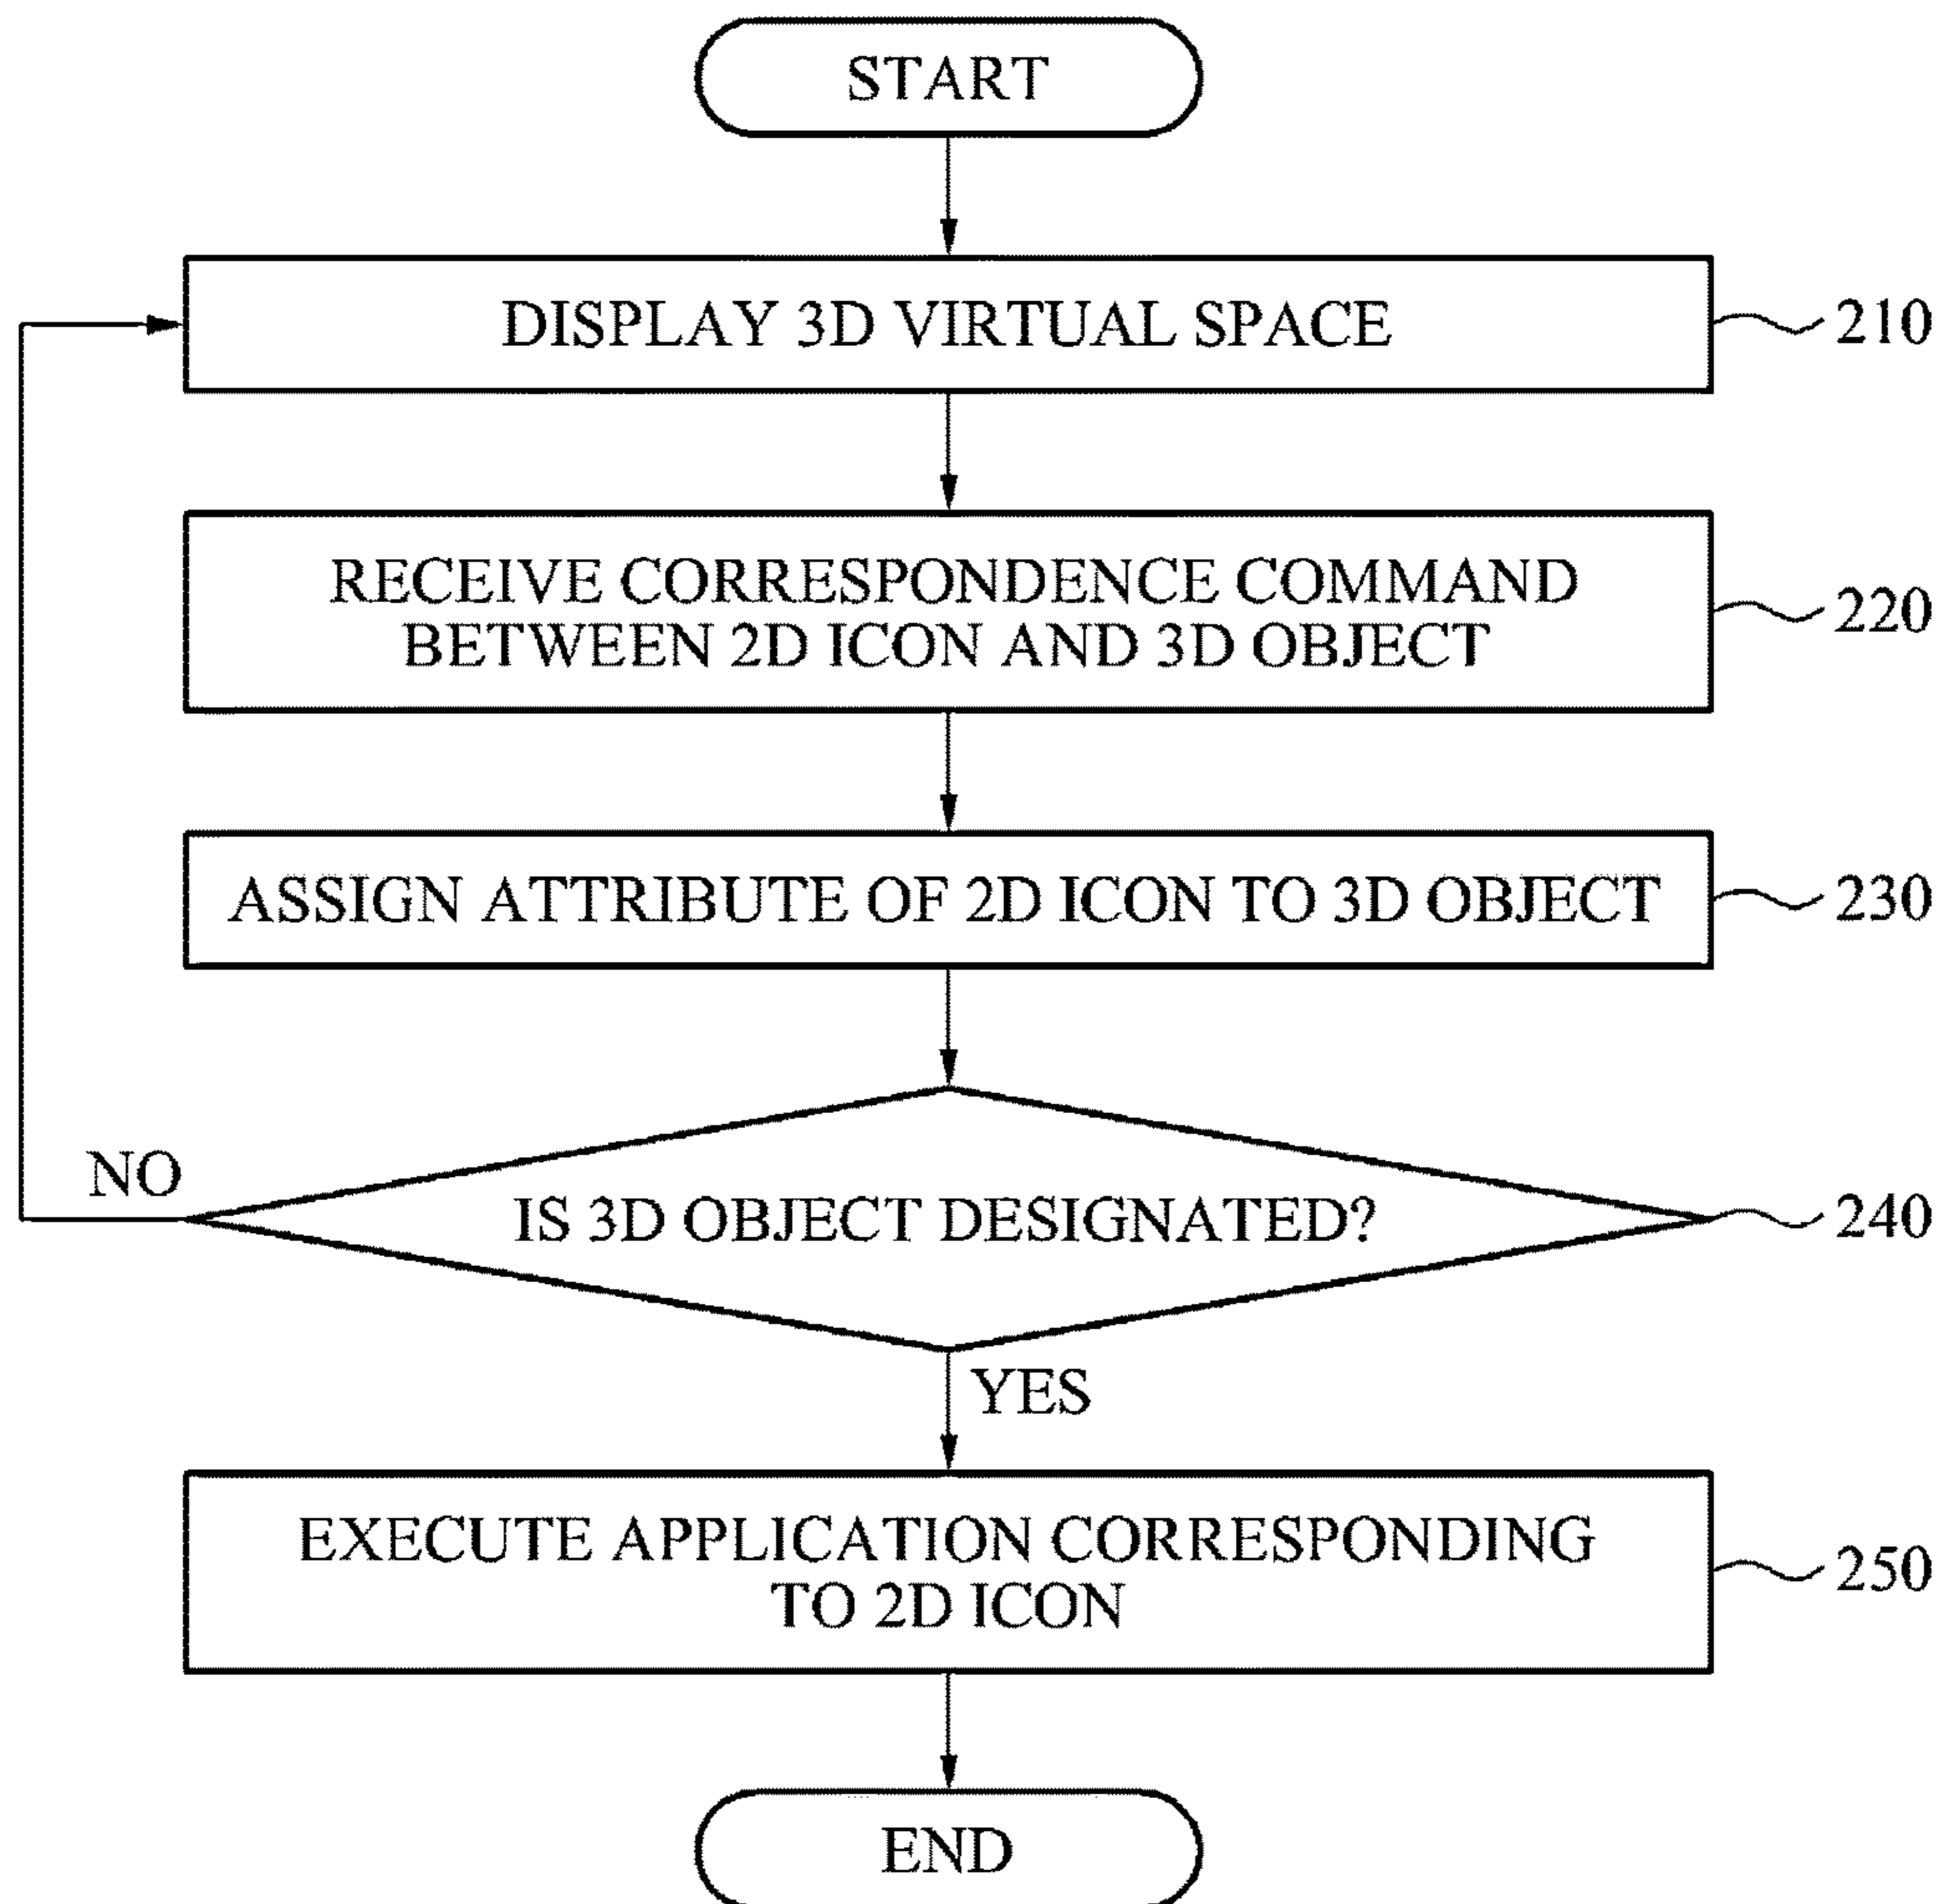 START
DISPLAY 3D VIRTUAL SPACE
210
RECEIVE CORRESPONDENCE COMMAND
BETWEEN 2D ICON AND 3D OBJECT
220
ASSIGN ATTRIBUTE OF 2D ICON TO 3D OBJECT
230
NO
IS 3D OBJECT DESIGNATED?
240
YES
EXECUTE APPLICATION CORRESPONDING
TO 2D ICON
250
END